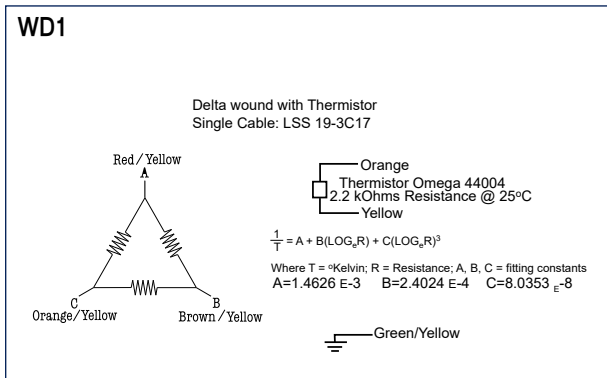 WD1
Delta wound with Thermistor
Single Cable: LSS 19-3C17
Red/Yellow
A
Orange
Thermistor Omega 44004
2.2 kOhms Resistance @ 25ºC
Yellow
1/T = A + B(LOGeR) + C(LOGeR)³
Where T = ºKelvin; R = Resistance; A, B, C = fitting constants
A=1.4626 E-3 B=2.4024 E-4 C=8.0353 E-8
C
Orange/Yellow
B
Brown/Yellow
Green/Yellow